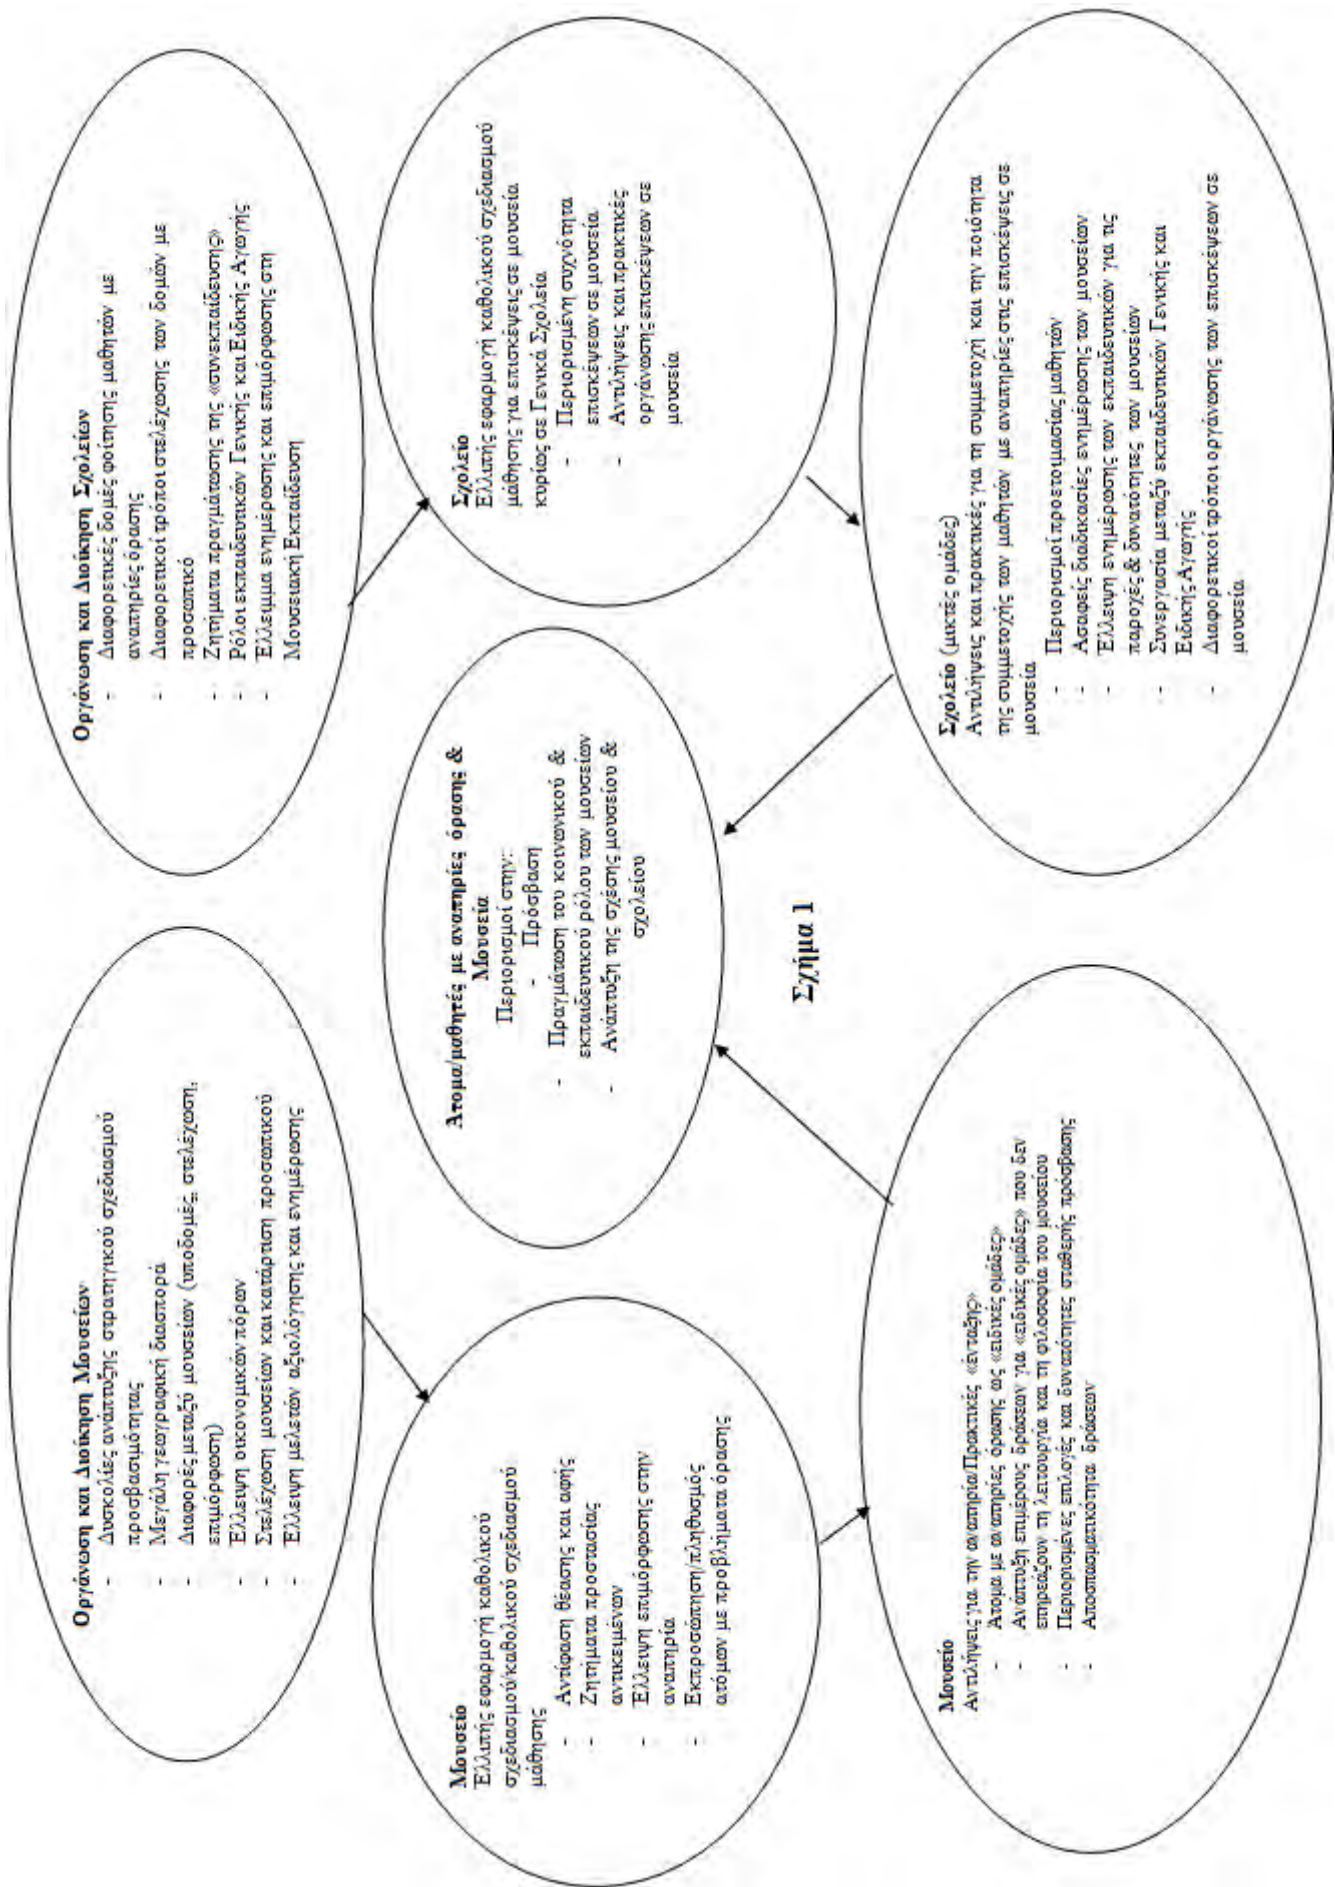 Οργάνωση και Διοίκηση Μουσείων
- Δυσκολίες ανάπτυξης στρατηγικού σχεδιασμού
προσβασιμότητας
- Μεγάλη γεωγραφική διασπορά
- Διαφορές μεταξύ μουσείων (υποδομές, στελέχωση,
επιμόρφωση)
- Έλλειψη οικονομικών πόρων
- Στελέχωση μουσείων και κατάρτιση προσωπικού
- Έλλειψη μελετών αξιολόγησης και ενημέρωσης
Οργάνωση και Διοίκηση Σχολείων
- Διαφορετικές δομές φοίτησης μαθητών με
αναπηρίες όρασης
- Διαφορετικοί τρόποι στελέχωσης των δομών με
προσωπικό
- Ζητήματα πραγμάτωσης της «συνεκπαίδευσης»
- Ρόλοι εκπαιδευτικών Γενικής και Ειδικής Αγωγής
- Έλλειμμα ενημέρωσης και επιμόρφωσης στη
Μουσειακή Εκπαίδευση
Μουσείο
Ελλιπής εφαρμογή καθολικού
σχεδιασμού/καθολικού σχεδιασμού
μάθησης
- Αντίφαση θέασης και αφής
- Ζητήματα προστασίας
αντικειμένων
- Έλλειψη επιμόρφωσης στην
αναπηρία
- Εκπροσώπηση/πληθυσμός
ατόμων με προβλήματα όρασης
Άτομα/μαθητές με αναπηρίες όρασης &
Μουσεία
Περιορισμοί στην:
- Πρόσβαση
- Πραγμάτωση του κοινωνικού &
εκπαιδευτικού ρόλου των μουσείων
- Ανάπτυξη της σχέσης μουσείου &
σχολείου
Σχολείο
Ελλιπής εφαρμογή καθολικού σχεδιασμού
μάθησης για επισκέψεις σε μουσεία
κυρίως σε Γενικά Σχολεία
- Περιορισμένη συχνότητα
επισκέψεων σε μουσεία
- Αντιλήψεις και πρακτικές
οργάνωσης επισκέψεων σε
μουσεία
Σχήμα 1
Μουσείο
Αντιλήψεις για την αναπηρία/Πρακτικές «ένταξης»
- Άτομα με αναπηρίες όρασης ως «ειδικές ομάδες»
- Ανάπτυξη επιμέρους δράσεων για «ειδικές ομάδες» που δεν
επηρεάζουν τη λειτουργία και τη φιλοσοφία του μουσείου
- Περιορισμένες επιλογές και δυνατότητες σταθερής πρόσβασης
- Αποσπασματικότητα δράσεων
Σχολείο (μικτές ομάδες)
Αντιλήψεις και πρακτικές για τη συμμετοχή και την ποιότητα
της συμμετοχής των μαθητών με αναπηρίες στις επισκέψεις σε
μουσεία
- Περιορισμοί προετοιμασίας μαθητών
- Ασαφείς διαδικασίες ενημέρωσης των μουσείων
- Έλλειψη ενημέρωσης των εκπαιδευτικών για τις
παροχές & δυνατότητες των μουσείων
- Συνεργασία μεταξύ εκπαιδευτικών Γενικής και
Ειδικής Αγωγής
- Διαφορετικοί τρόποι οργάνωσης των επισκέψεων σε
μουσεία